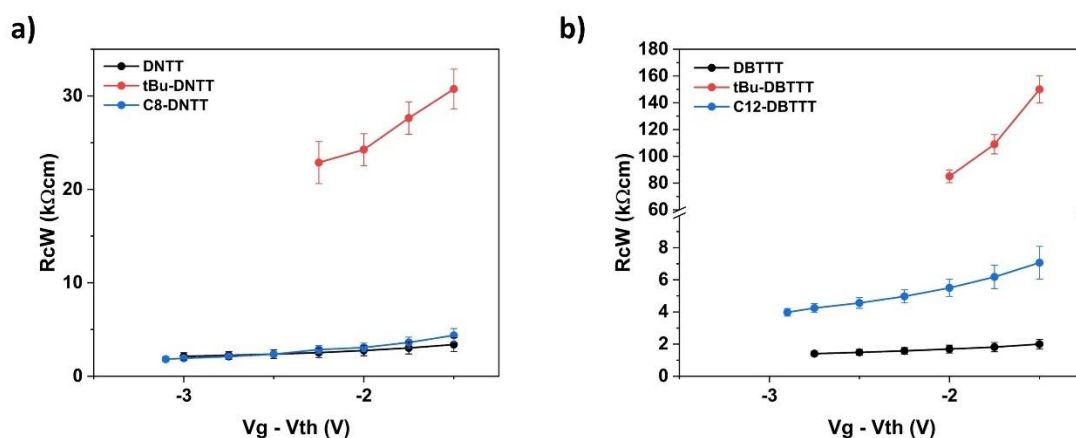 a)
DNTT
tBu-DNTT
C8-DNTT
30
20
10
0
RcW (kΩcm)
-3
-2
Vg - Vth (V)
b)
DBTTT
tBu-DBTTT
C12-DBTTT
180
160
140
120
100
80
60
8
6
4
2
0
RcW (kΩcm)
-3
-2
Vg - Vth (V)